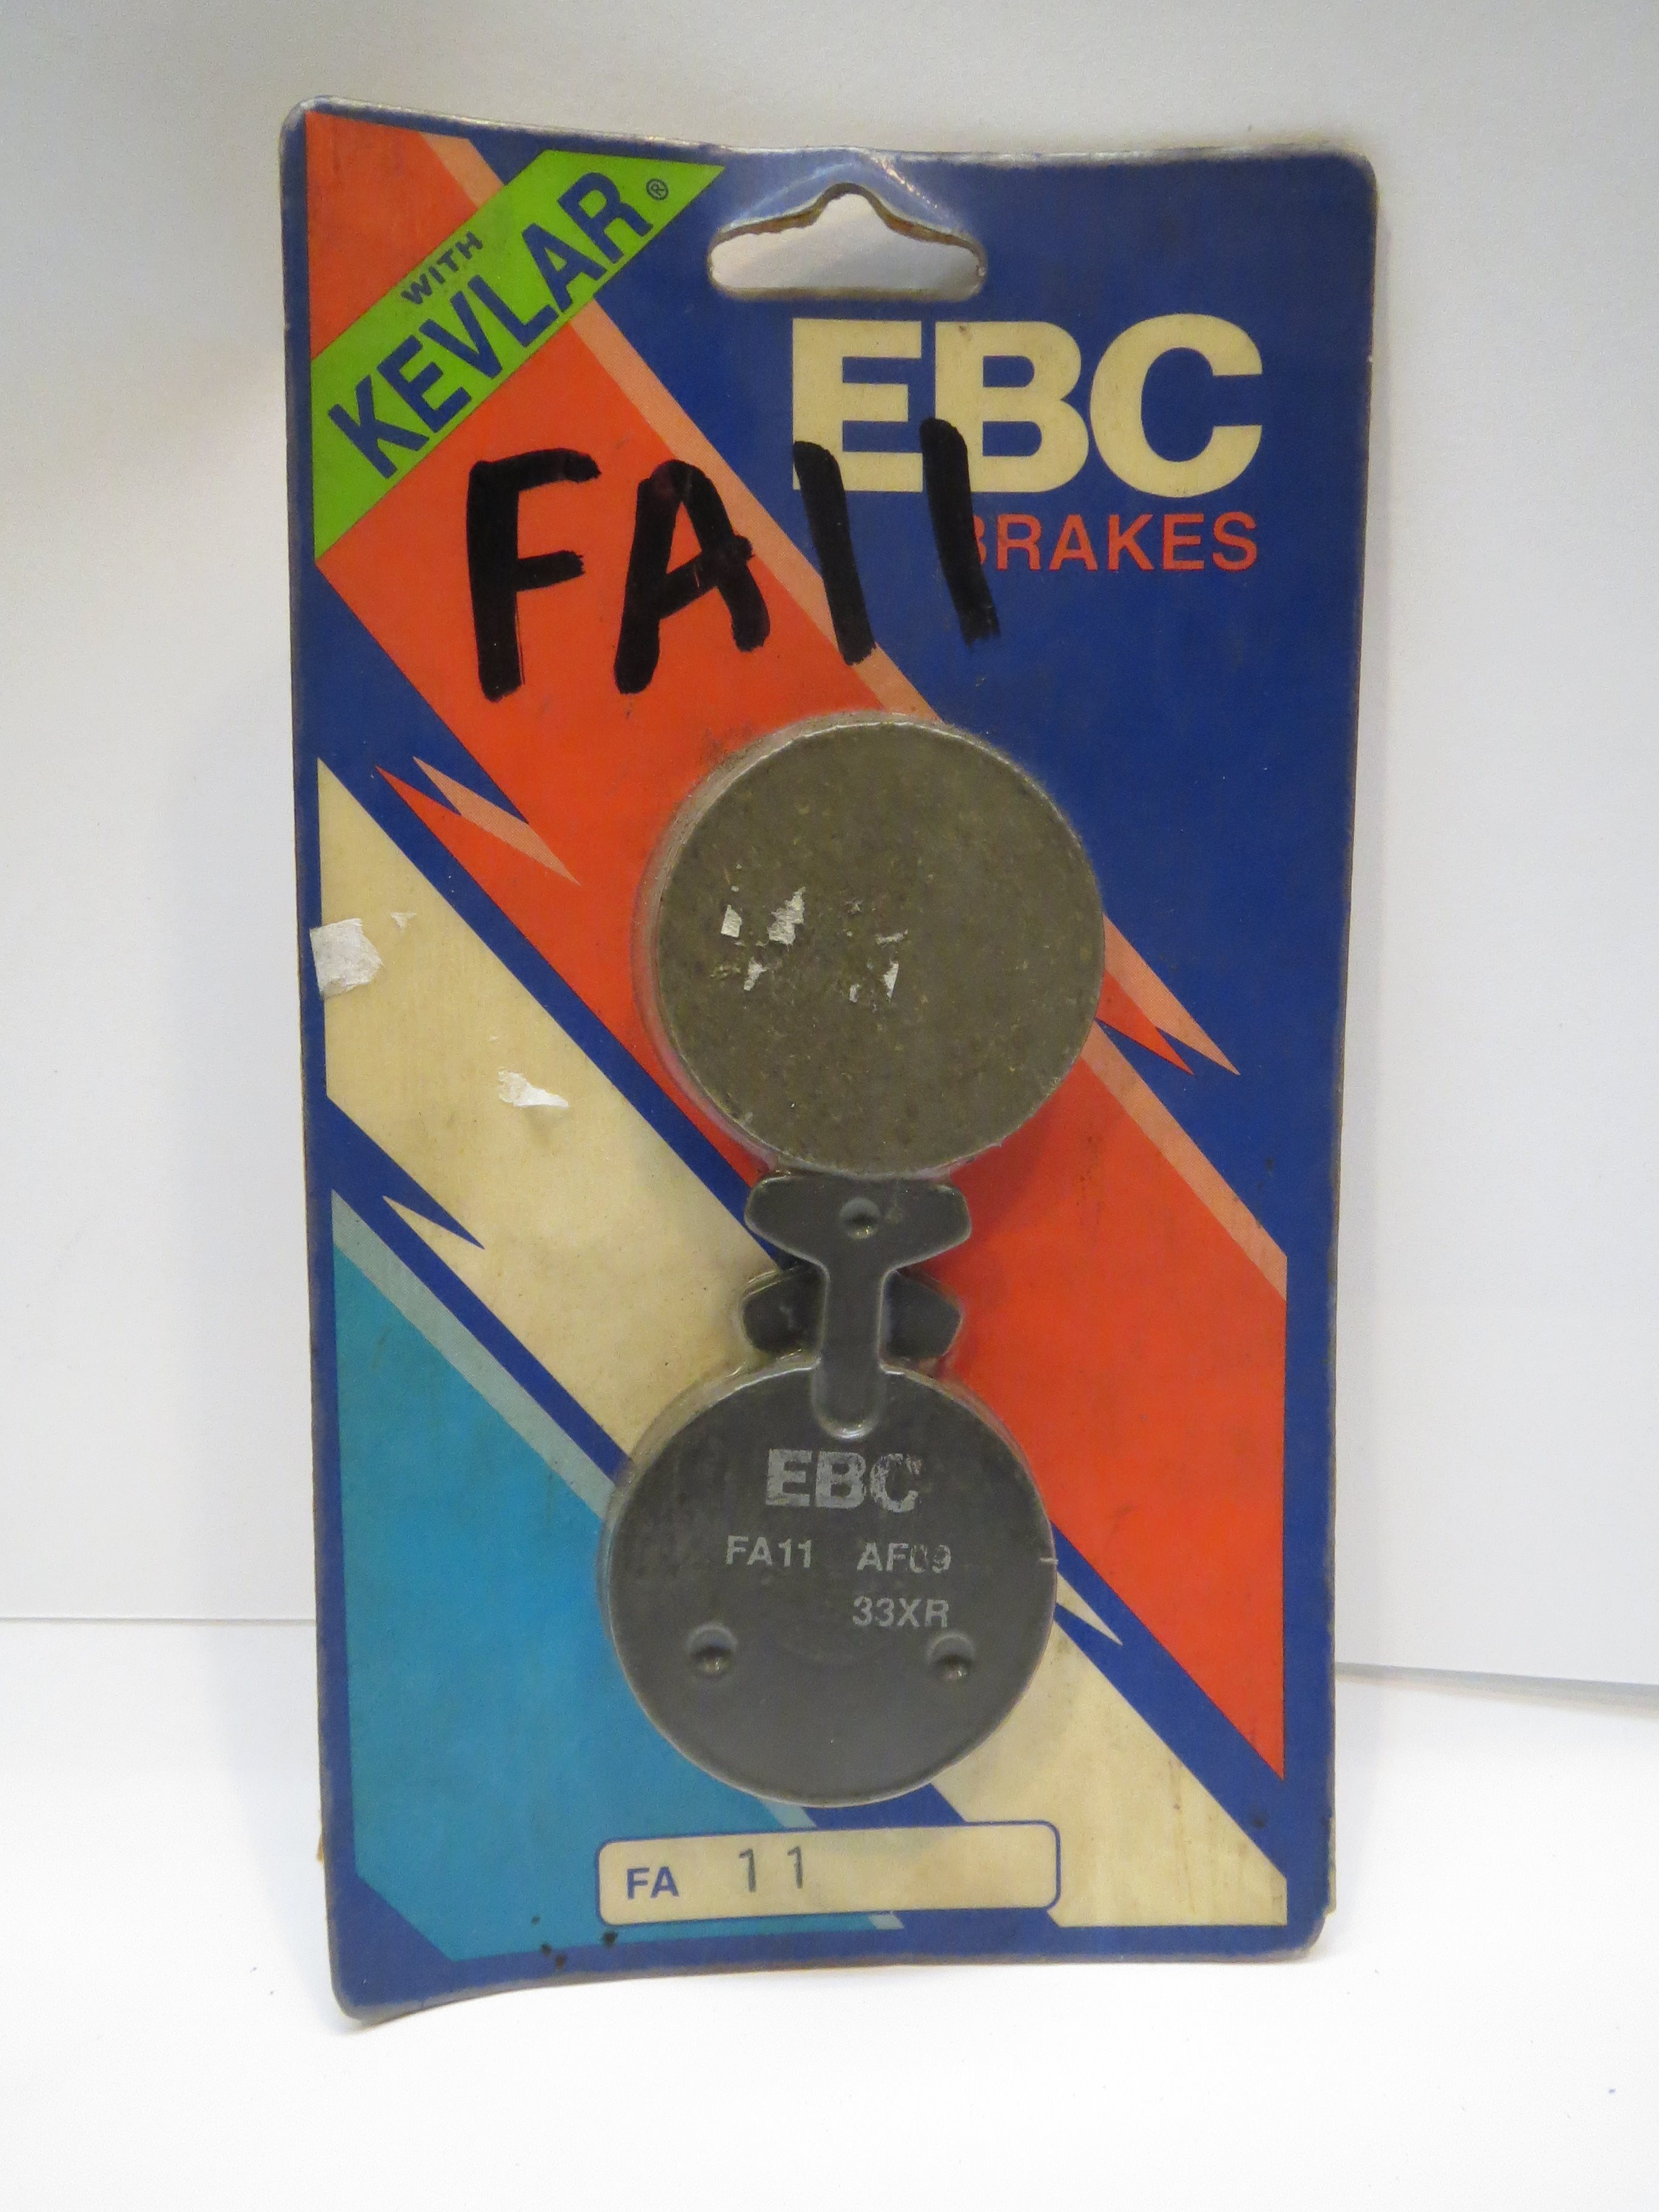 WITH
KEVLAR®
EBC
BRAKES
FA11
EBC
FA11 AF09
33XR
FA 11